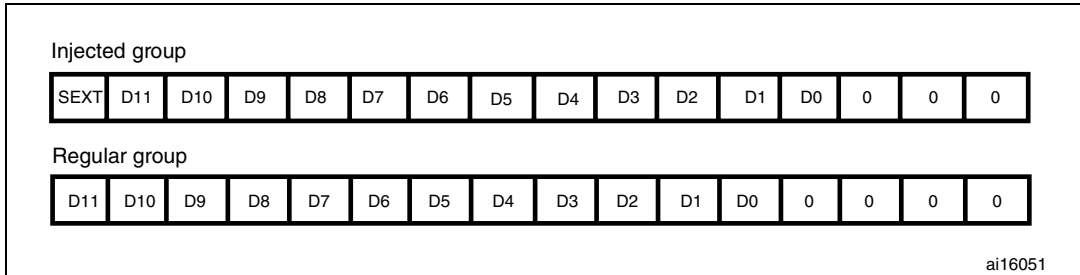 Injected group
SEXT D11 D10 D9 D8 D7 D6 D5 D4 D3 D2 D1 D0 0 0 0
Regular group
D11 D10 D9 D8 D7 D6 D5 D4 D3 D2 D1 D0 0 0 0 0
ai16051